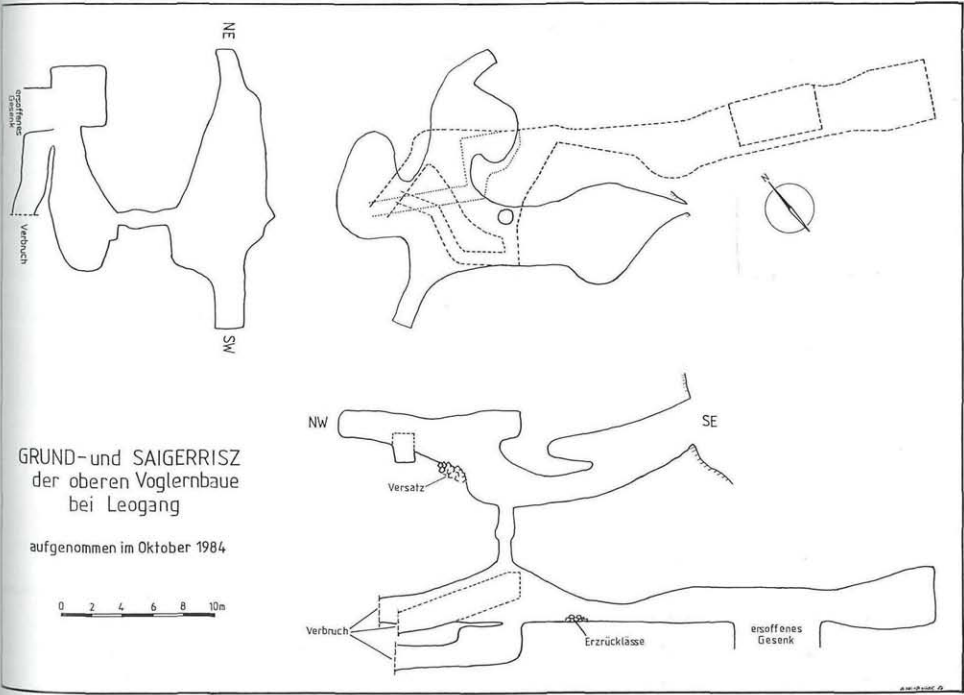 NE
ersoffenes
Gesenk
Verbruch
SW
N
NW
SE
Versatz
GRUND-und SAIGERRISZ
der oberen Voglernbaue
bei Leogang
aufgenommen im Oktober 1984
0 2 4 6 8 10m
Verbruch
Erzrücklässe
ersoffenes
Gesenk